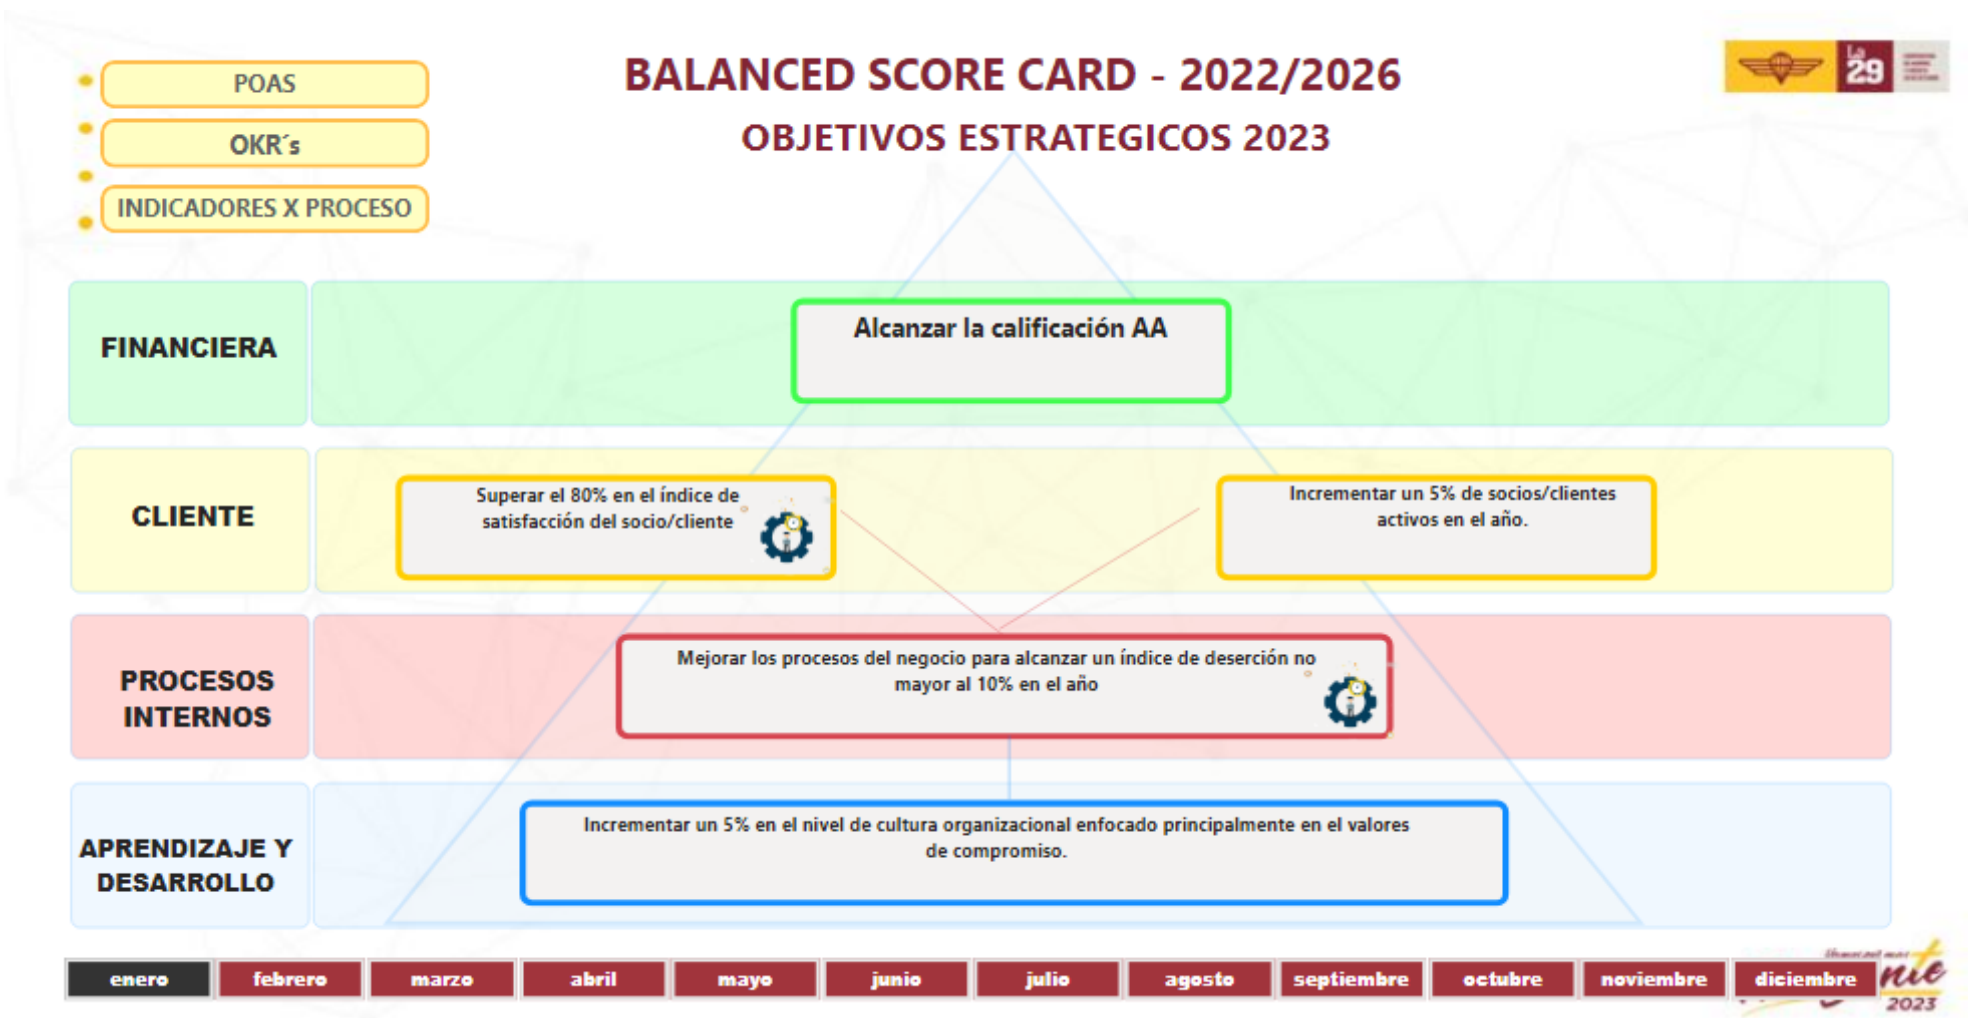 POAS
OKR´s
INDICADORES X PROCESO
BALANCED SCORE CARD - 2022/2026
OBJETIVOS ESTRATEGICOS 2023
La
29
FINANCIERA
Alcanzar la calificación AA
CLIENTE
Superar el 80% en el índice de
satisfacción del socio/cliente
Incrementar un 5% de socios/clientes
activos en el año.
PROCESOS
INTERNOS
Mejorar los procesos del negocio para alcanzar un índice de deserción no
mayor al 10% en el año
APRENDIZAJE Y
DESARROLLO
Incrementar un 5% en el nivel de cultura organizacional enfocado principalmente en el valores
de compromiso.
enero
febrero
marzo
abril
mayo
junio
julio
agosto
septiembre
octubre
noviembre
diciembre
2023